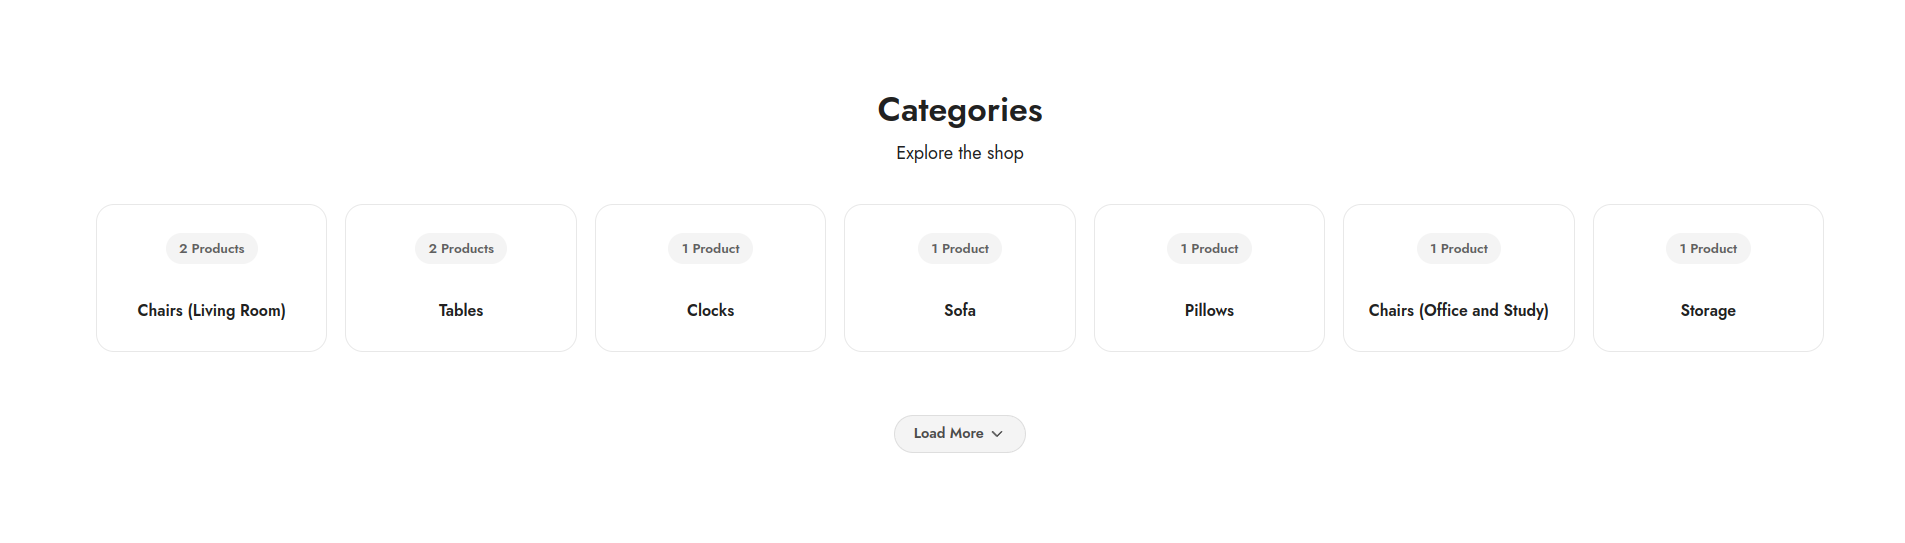 Categories
Explore the shop
2 Products
2 Products
1 Product
1 Product
1 Product
1 Product
1 Product
Chairs (Living Room)
Tables
Clocks
Sofa
Pillows
Chairs (Office and Study)
Storage
Load More